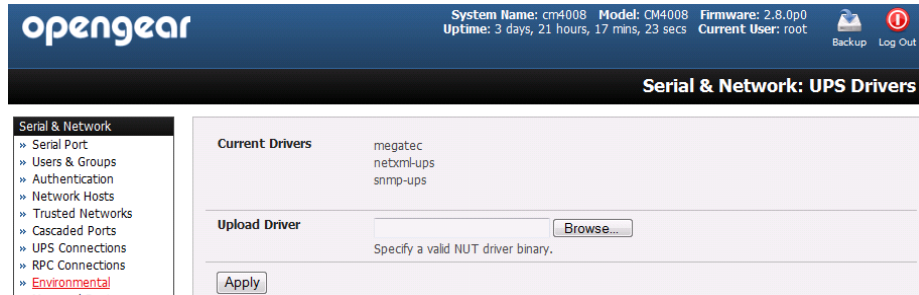 opengear
System Name: cm4008 Model: CM4008 Firmware: 2.8.0p0
Uptime: 3 days, 21 hours, 17 mins, 23 secs Current User: root
Backup Log Out
Serial & Network: UPS Drivers
Serial & Network
» Serial Port
» Users & Groups
» Authentication
» Network Hosts
» Trusted Networks
» Cascaded Ports
» UPS Connections
» RPC Connections
» Environmental
Current Drivers
megatec
netxml-ups
snmp-ups
Upload Driver
Browse...
Specify a valid NUT driver binary.
Apply